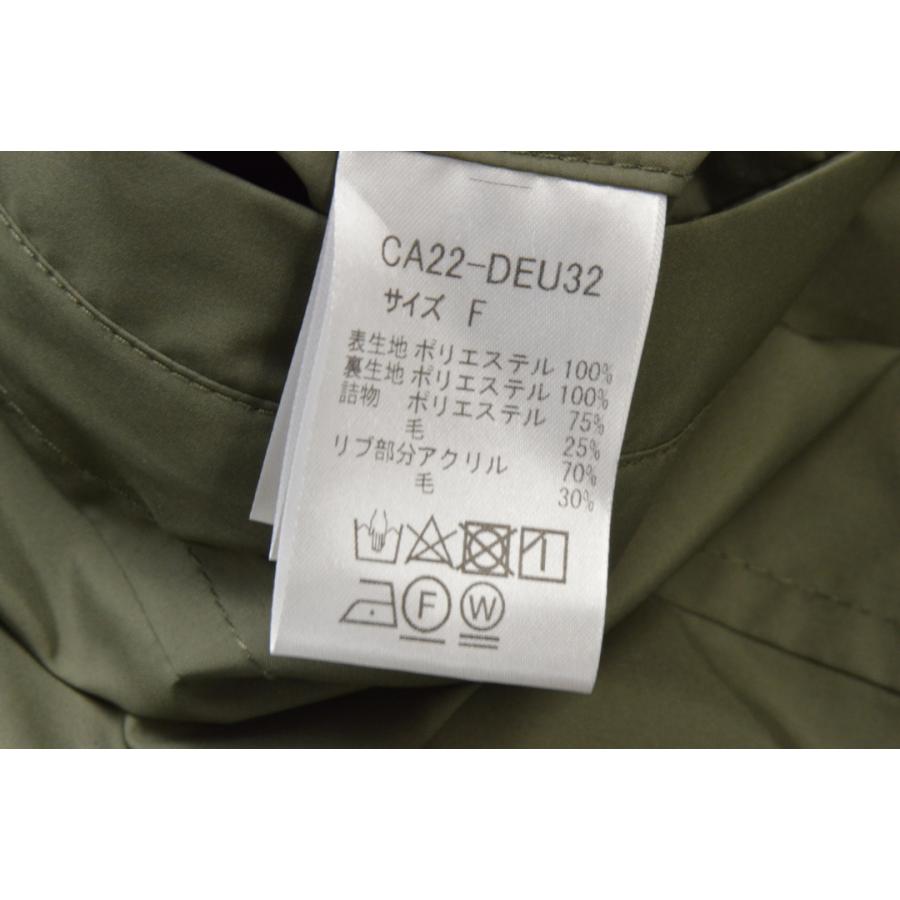 CA22-DEU32
サイズ F
表生地 ポリエステル 100%
裏生地 ポリエステル 100%
詰物 ポリエステル 75%
毛 25%
リブ部分アクリル 70%
毛 30%
F W